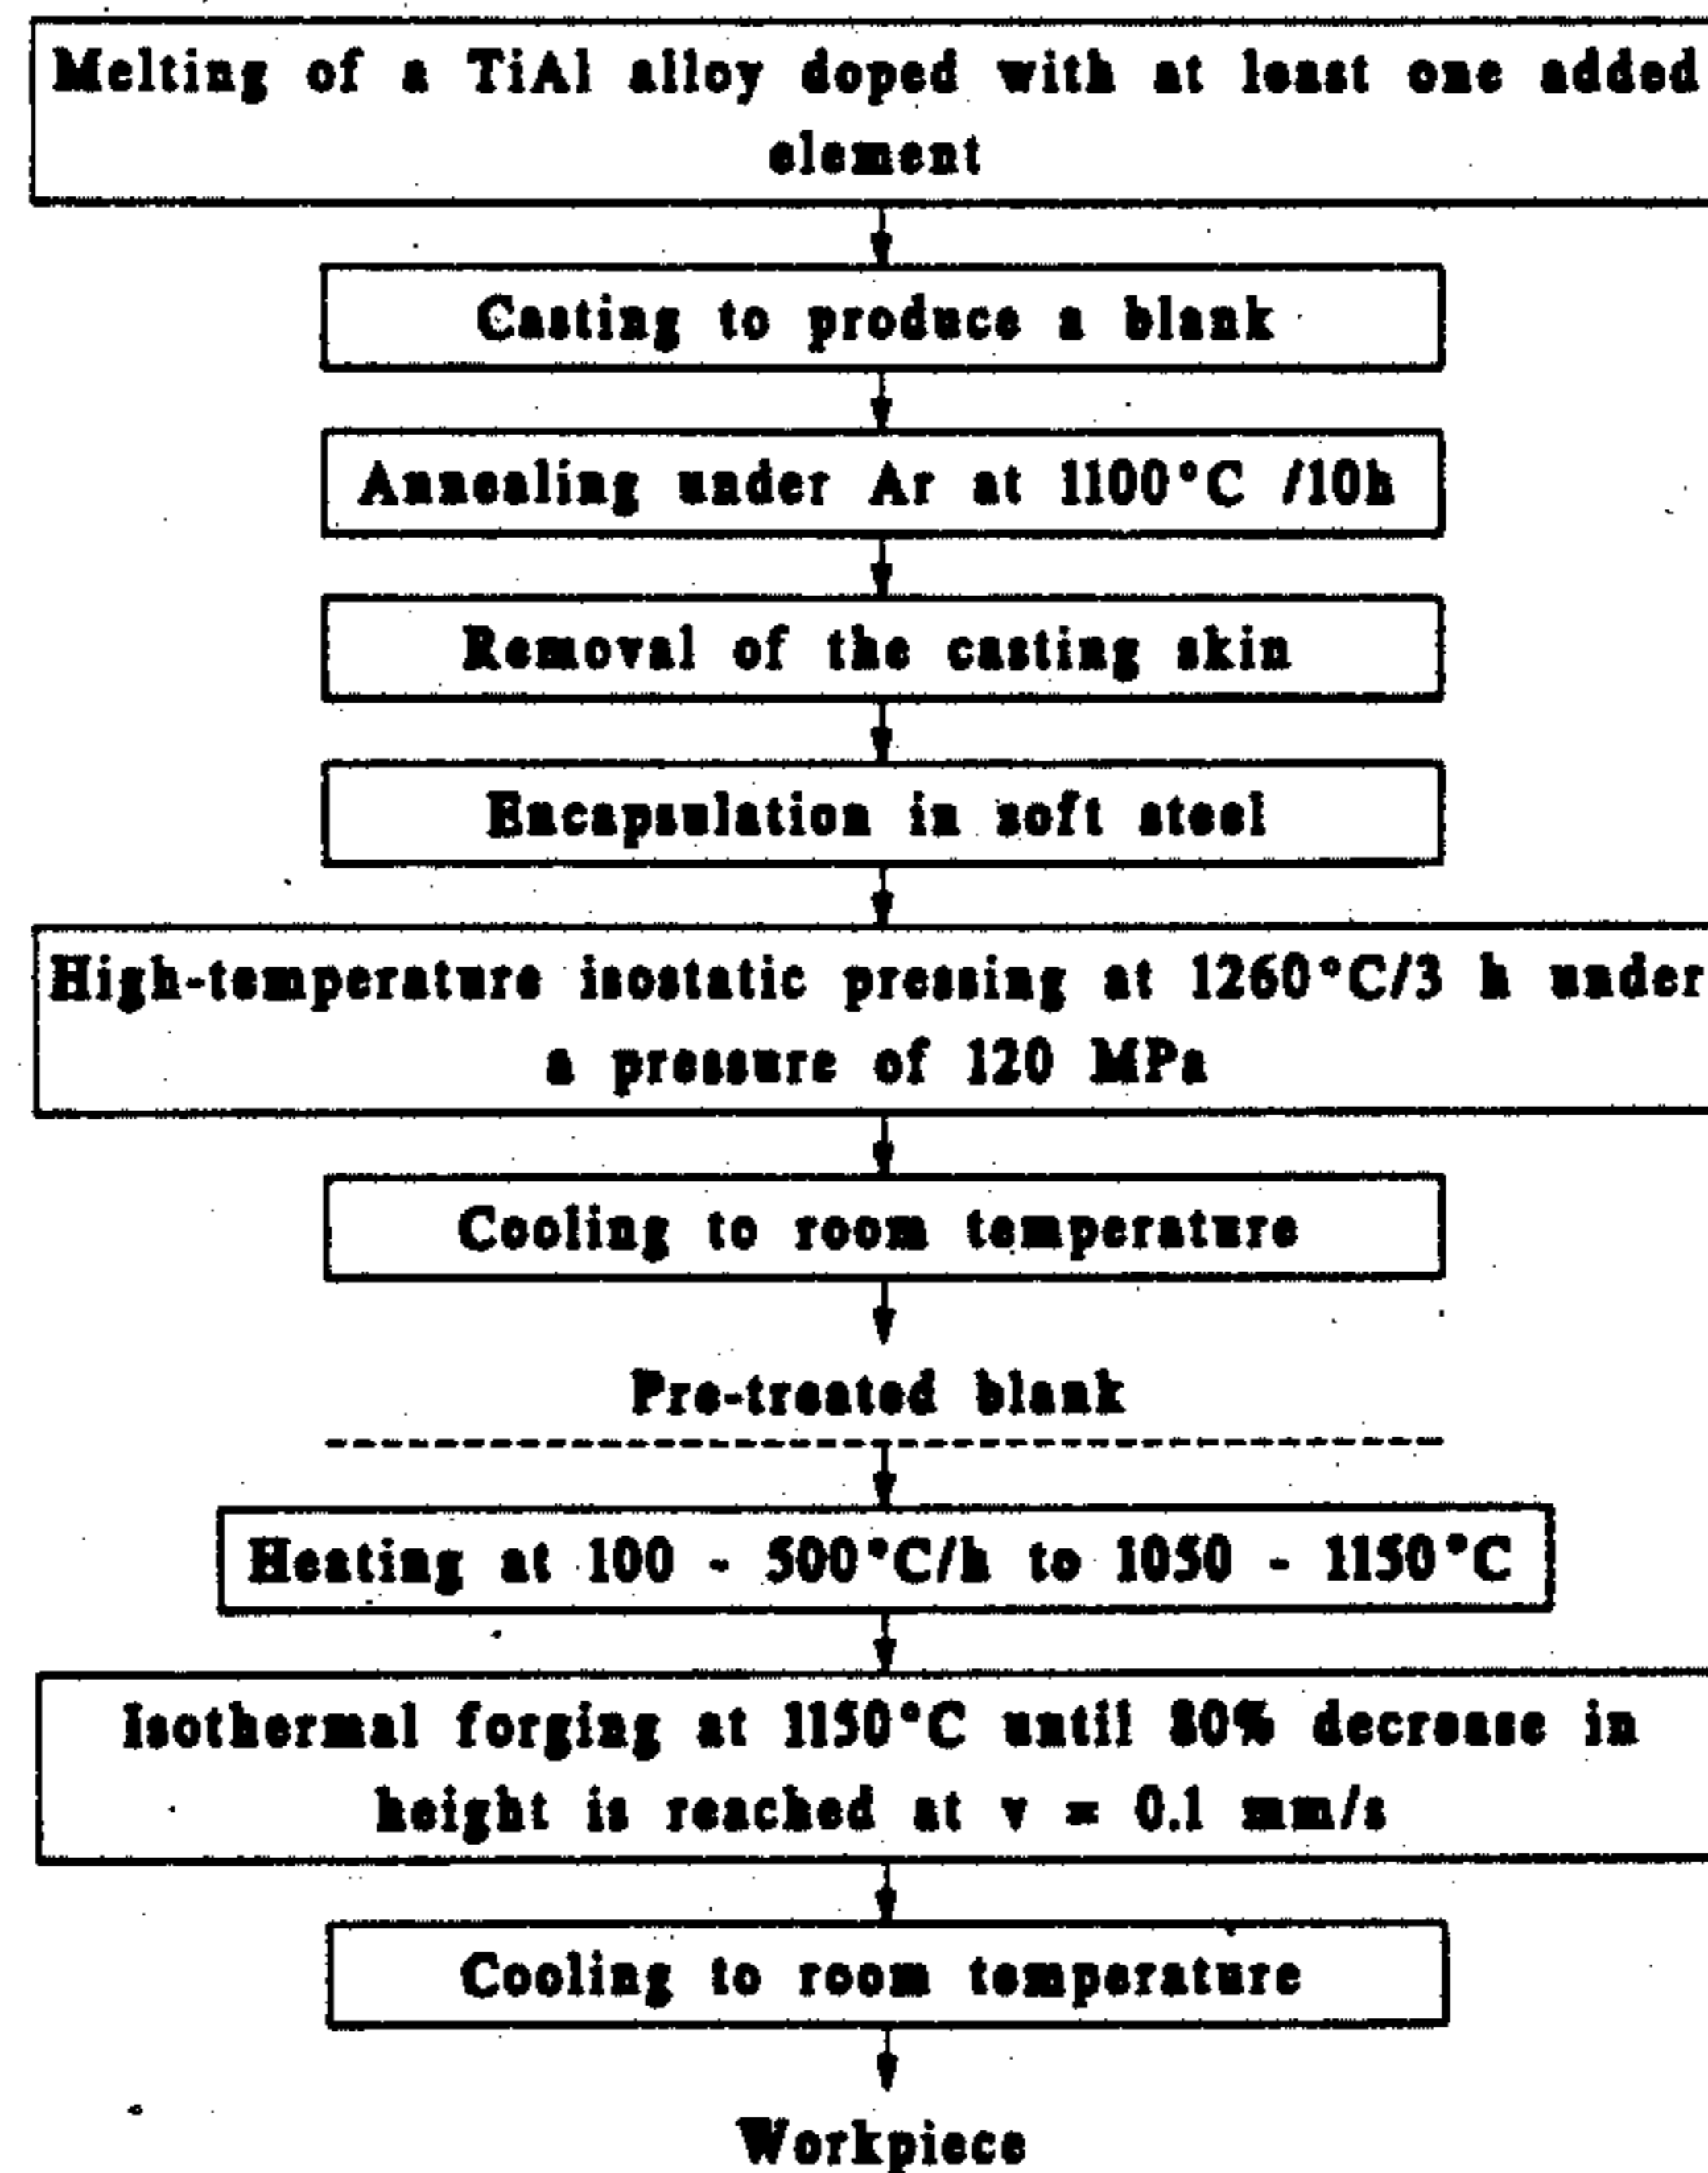 Melting of a TiAl alloy doped with at least one added
element
Casting to produce a blank
Annealing under Ar at 1100°C /10h
Removal of the casting skin
Encapsulation in soft steel
High-temperature isostatic pressing at 1260°C/3 h under
a pressure of 120 MPa
Cooling to room temperature
Pre-treated blank
Heating at 100 - 500°C/h to 1050 - 1150°C
Isothermal forging at 1150°C until 80% decrease in
height is reached at v = 0.1 mm/s
Cooling to room temperature
Workpiece